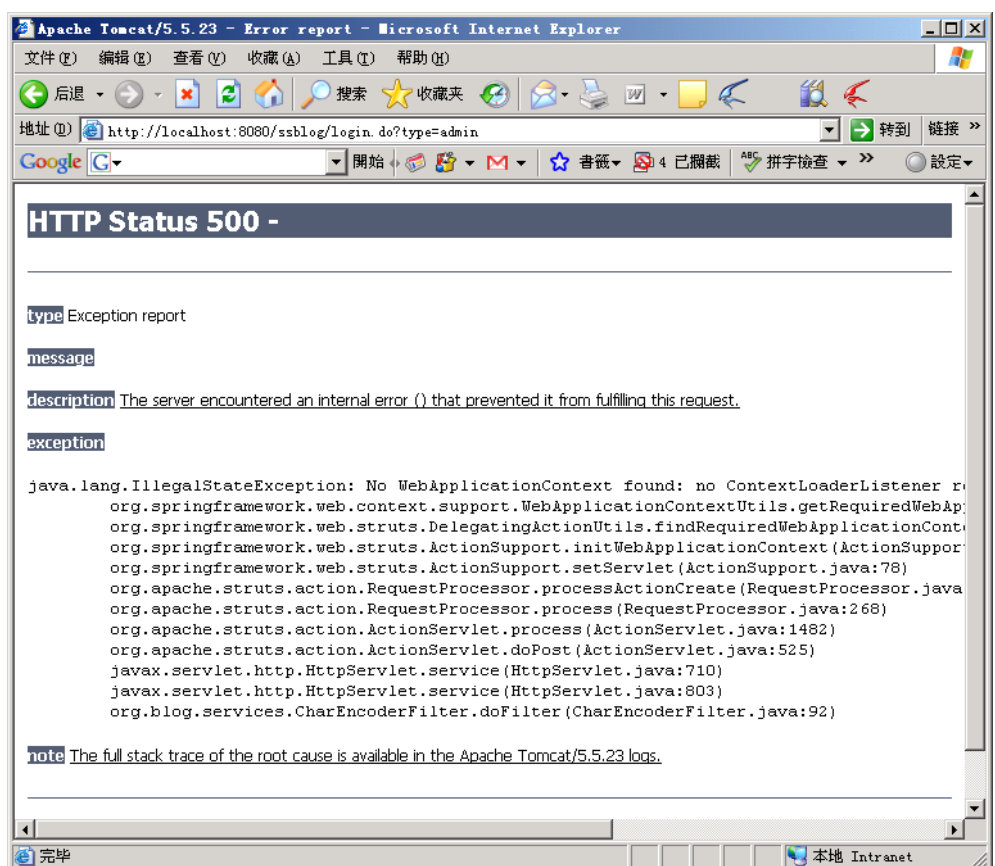 Apache Tomcat/5.5.23 - Error report - Microsoft Internet Explorer
文件(F) 编辑(E) 查看(V) 收藏(A) 工具(T) 帮助(H)
后退 搜索 收藏夹
地址(D) http://localhost:8080/ssblog/login.do?type=admin 转到 链接 »
Google G 開始 書籤 4 已攔截 ABC 拼字檢查 » 設定
HTTP Status 500 -
type Exception report
message
description The server encountered an internal error () that prevented it from fulfilling this request.
exception
java.lang.IllegalStateException: No WebApplicationContext found: no ContextLoaderListener
org.springframework.web.context.support.WebApplicationContextUtils.getRequiredWebAp
org.springframework.web.struts.DelegatingActionUtils.findRequiredWebApplicationCont
org.springframework.web.struts.ActionSupport.initWebApplicationContext(ActionSuppor
org.springframework.web.struts.ActionSupport.setServlet(ActionSupport.java:78)
org.apache.struts.action.RequestProcessor.processActionCreate(RequestProcessor.java
org.apache.struts.action.RequestProcessor.process(RequestProcessor.java:268)
org.apache.struts.action.ActionServlet.process(ActionServlet.java:1482)
org.apache.struts.action.ActionServlet.doPost(ActionServlet.java:525)
javax.servlet.http.HttpServlet.service(HttpServlet.java:710)
javax.servlet.http.HttpServlet.service(HttpServlet.java:803)
org.blog.services.CharEncoderFilter.doFilter(CharEncoderFilter.java:92)
note The full stack trace of the root cause is available in the Apache Tomcat/5.5.23 logs.
完毕 本地 Intranet